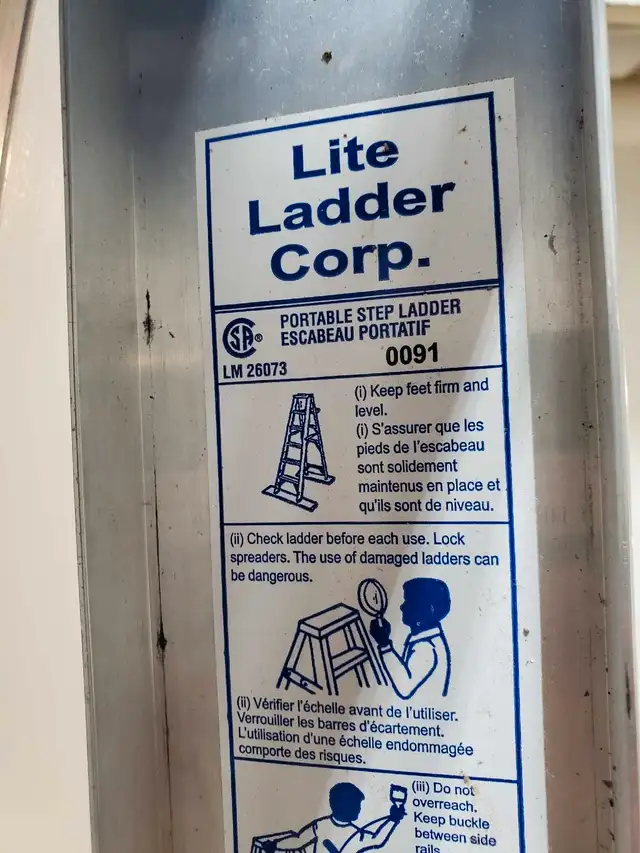 Lite
Ladder
Corp.
CSA®
PORTABLE STEP LADDER
ESCABEAU PORTATIF
LM 26073
0091
(i) Keep feet firm and
level.
(i) S'assurer que les
pieds de l'escabeau
sont solidement
maintenus en place et
qu'ils sont de niveau.
(ii) Check ladder before each use. Lock
spreaders. The use of damaged ladders can
be dangerous.
(ii) Vérifier l'échelle avant de l'utiliser.
Verrouiller les barres d'écartement.
L'utilisation d'une échelle endommagée
comporte des risques.
(iii) Do not
overreach.
Keep buckle
between side
rails.